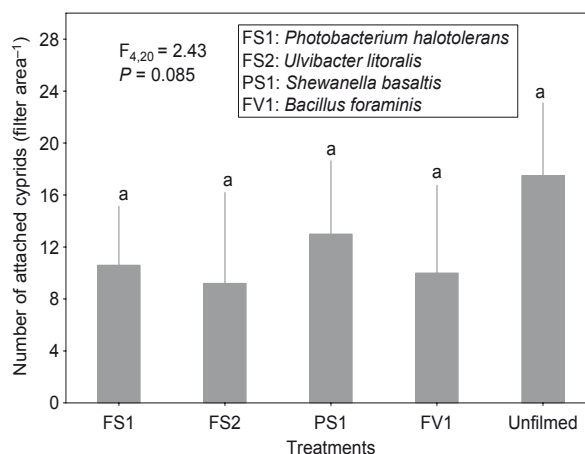 28
24
20
16
12
8
4
0
Number of attached cyprids (filter area⁻¹)
F4,20 = 2.43
P = 0.085
FS1: Photobacterium halotolerans
FS2: Ulvibacter litoralis
PS1: Shewanella basaltis
FV1: Bacillus foraminis
a a a a a
FS1 FS2 PS1 FV1 Unfilmed
Treatments